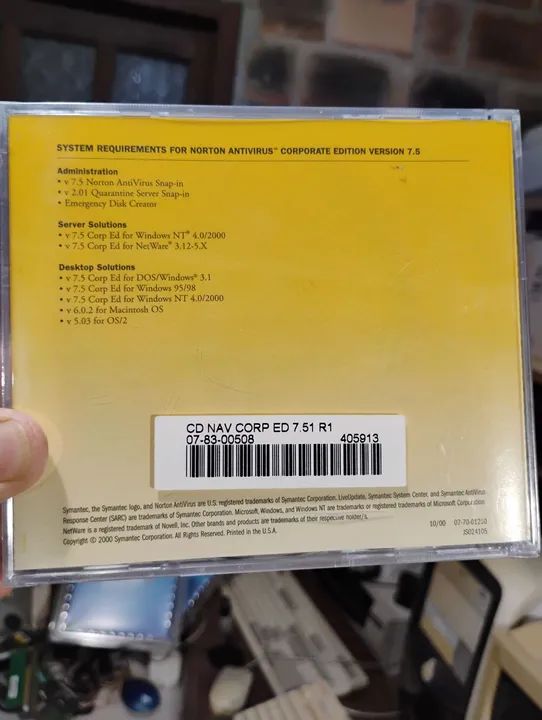 SYSTEM REQUIREMENTS FOR NORTON ANTIVIRUS™ CORPORATE EDITION VERSION 7.5
Administration
• v 7.5 Norton AntiVirus Snap-in
• v 2.01 Quarantine Server Snap-in
• Emergency Disk Creator
Server Solutions
• v 7.5 Corp Ed for Windows NT® 4.0/2000
• v 7.5 Corp Ed for NetWare® 3.12-5.X
Desktop Solutions
• v 7.5 Corp Ed for DOS/Windows® 3.1
• v 7.5 Corp Ed for Windows 95/98
• v 7.5 Corp Ed for Windows NT 4.0/2000
• v 6.0.2 for Macintosh OS
• v 5.03 for OS/2
CD NAV CORP ED 7.51 R1
07-83-00508 405913
Symantec, the Symantec logo, and Norton AntiVirus are U.S. registered trademarks of Symantec Corporation. LiveUpdate, Symantec System Center, and Symantec AntiVirus
Response Center (SARC) are trademarks of Symantec Corporation. Microsoft, Windows, and Windows NT are trademarks or registered trademarks of Microsoft Corporation.
NetWare is a registered trademark of Novell, Inc. Other brands and products are trademarks of their respective holder/s.
Copyright © 2000 Symantec Corporation. All Rights Reserved. Printed in the U.S.A.
10/00 07-70-01210
JS024105